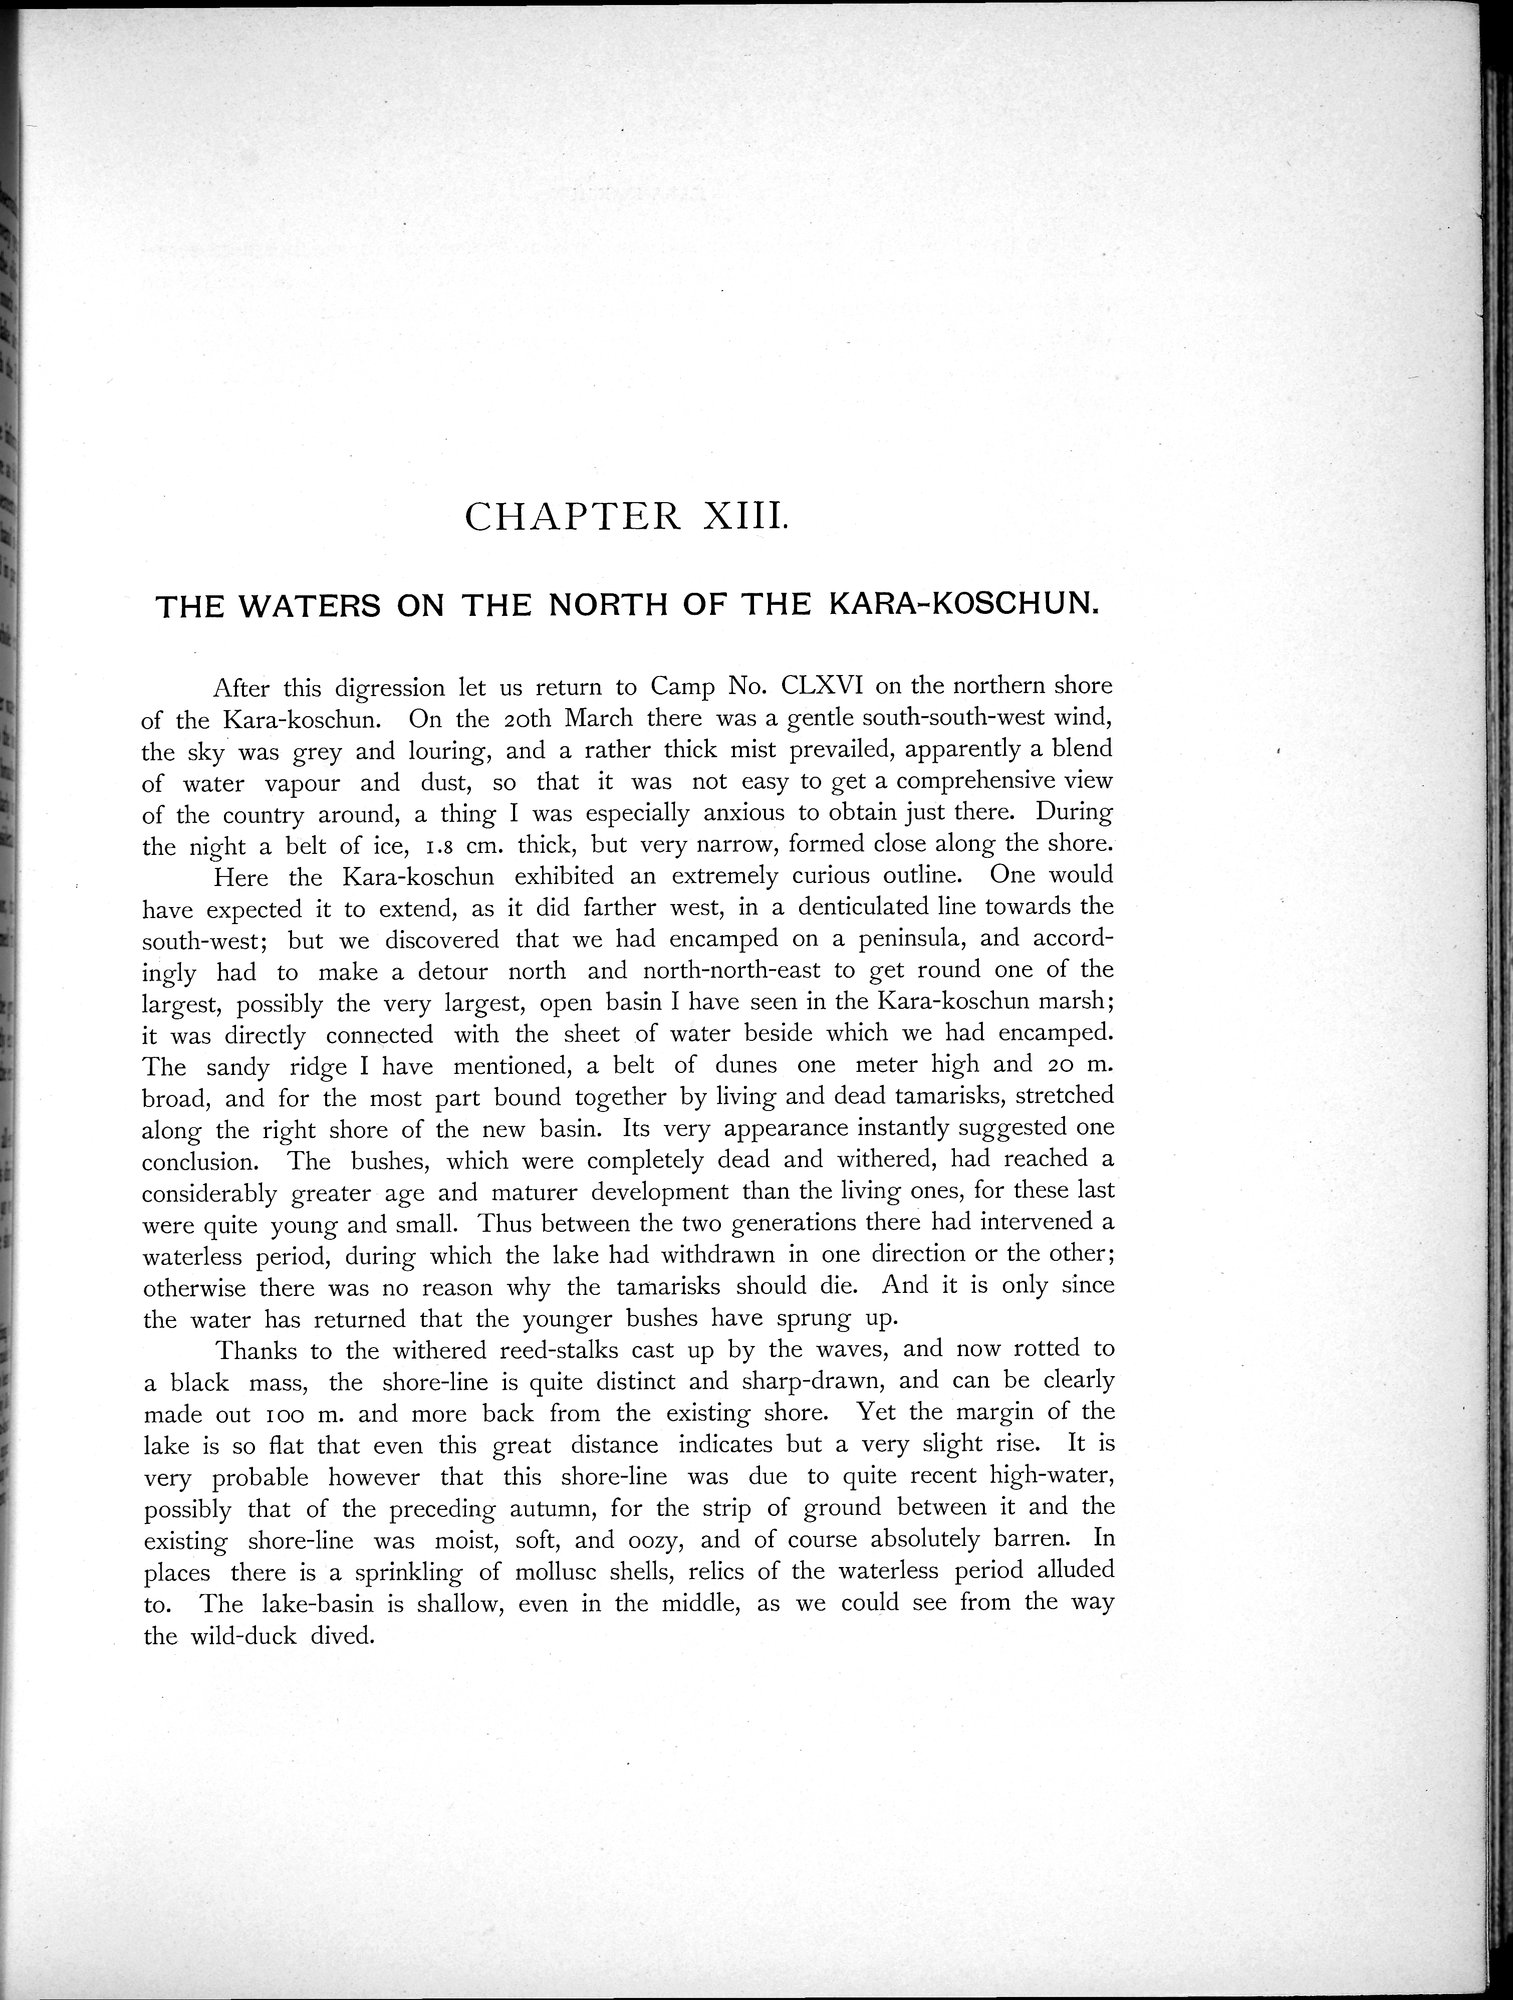 CHAPTER XIII.
THE WATERS ON THE NORTH OF THE KARA-KOSCHUN.
After this digression let us return to Camp No. CLXVI on the northern shore
of the Kara-koschun. On the 20th March there was a gentle south-south-west wind,
the sky was grey and louring, and a rather thick mist prevailed, apparently a blend
of water vapour and dust, so that it was not easy to get a comprehensive view
of the country around, a thing I was especially anxious to obtain just there. During
the night a belt of ice, 1.8 cm. thick, but very narrow, formed close along the shore.
Here the Kara-koschun exhibited an extremely curious outline. One would
have expected it to extend, as it did farther west, in a denticulated line towards the
south-west; but we discovered that we had encamped on a peninsula, and accord-
ingly had to make a detour north and north-north-east to get round one of the
largest, possibly the very largest, open basin I have seen in the Kara-koschun marsh;
it was directly connected with the sheet of water beside which we had encamped.
The sandy ridge I have mentioned, a belt of dunes one meter high and 20 m.
broad, and for the most part bound together by living and dead tamarisks, stretched
along the right shore of the new basin. Its very appearance instantly suggested one
conclusion. The bushes, which were completely dead and withered, had reached a
considerably greater age and maturer development than the living ones, for these last
were quite young and small. Thus between the two generations there had intervened a
waterless period, during which the lake had withdrawn in one direction or the other;
otherwise there was no reason why the tamarisks should die. And it is only since
the water has returned that the younger bushes have sprung up.
Thanks to the withered reed-stalks cast up by the waves, and now rotted to
a black mass, the shore-line is quite distinct and sharp-drawn, and can be clearly
made out 100 m. and more back from the existing shore. Yet the margin of the
lake is so flat that even this great distance indicates but a very slight rise. It is
very probable however that this shore-line was due to quite recent high-water,
possibly that of the preceding autumn, for the strip of ground between it and the
existing shore-line was moist, soft, and oozy, and of course absolutely barren. In
places there is a sprinkling of mollusc shells, relics of the waterless period alluded
to. The lake-basin is shallow, even in the middle, as we could see from the way
the wild-duck dived.